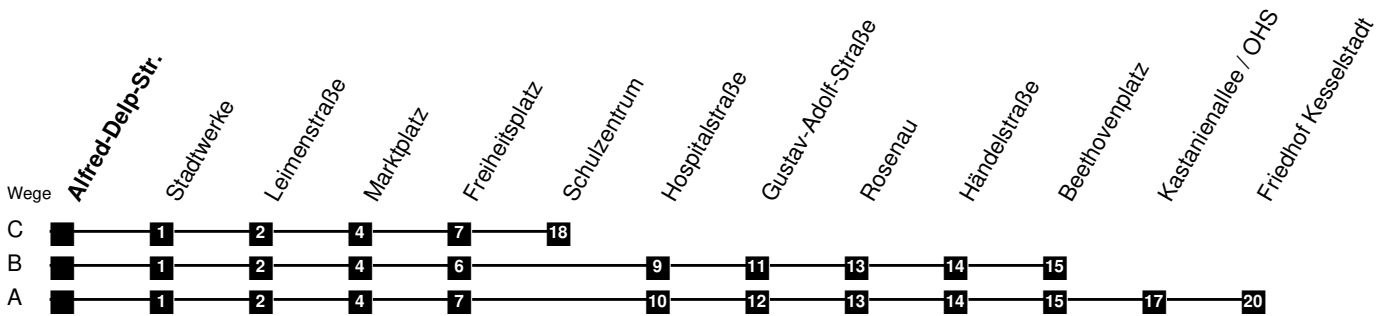 Alfred-Delp-Str.
Stadtwerke
Leimenstraße
Marktplatz
Freiheitsplatz
Schulzentrum
Hospitalstraße
Gustav-Adolf-Straße
Rosenau
Händelstraße
Beethovenplatz
Kastanienallee / OHS
Friedhof Kesselstadt
Wege
C 1 2 4 7 18
B 1 2 4 6 9 11 13 14 15
A 1 2 4 7 10 12 13 14 15 17 20